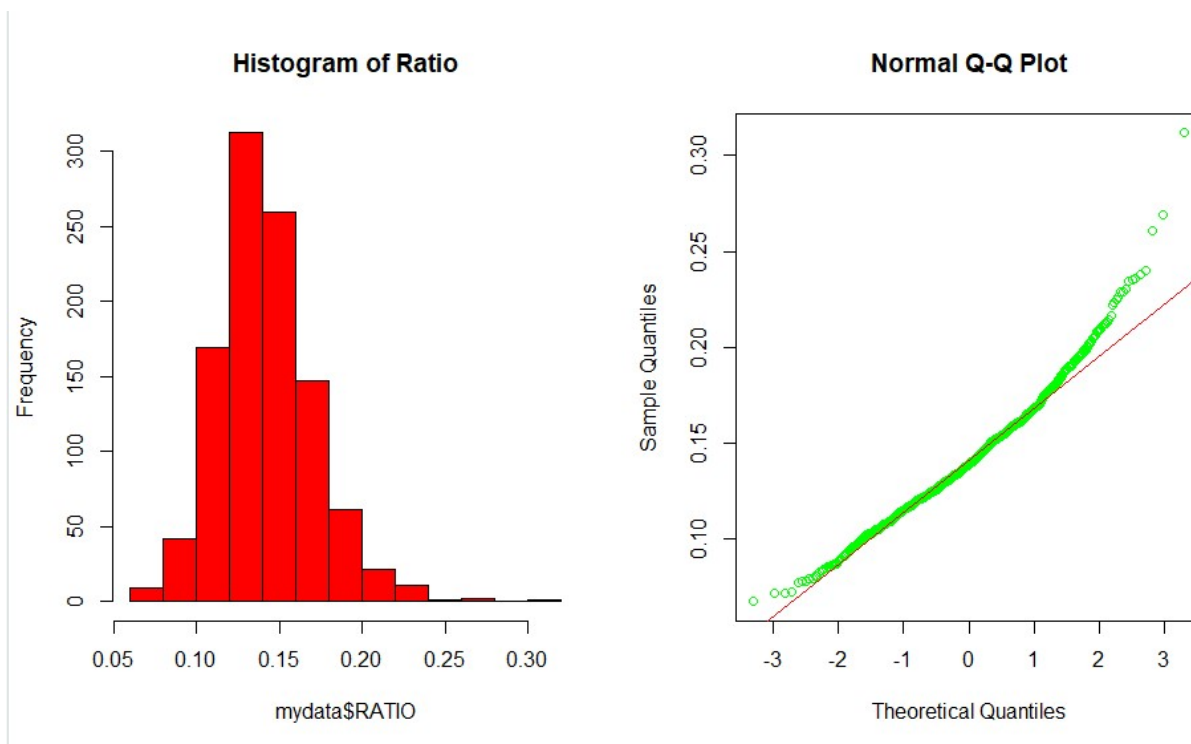 Histogram of Ratio
Frequency
0 50 100 150 200 250 300
0.05 0.10 0.15 0.20 0.25 0.30
mydata$RATIO
Normal Q-Q Plot
Sample Quantiles
0.10 0.15 0.20 0.25 0.30
-3 -2 -1 0 1 2 3
Theoretical Quantiles